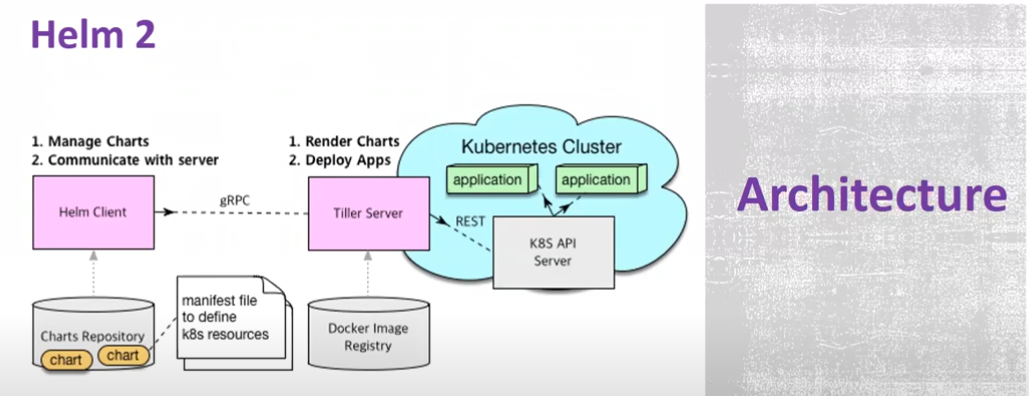 Helm 2
Architecture
1. Manage Charts
2. Communicate with server
1. Render Charts
2. Deploy Apps
Kubernetes Cluster
application
application
Helm Client
gRPC
Tiller Server
REST
K8S API
Server
Charts Repository
chart
chart
manifest file
to define
k8s resources
Docker Image
Registry